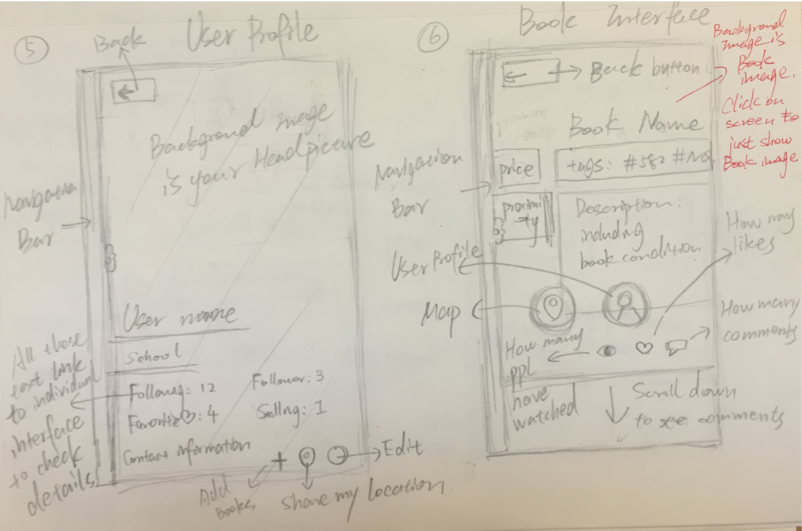 5
User Profile
Back
Background image
is your Headpicture
Navigation
Bar
User name
School
All those
text link
to individual
interface
to check
details
Following: 12
Follower: 3
Favorite: 4
Selling: 1
Contact information
Edit
Add
Books
Share my location
6
Book Interface
Back button
Background
Image is
Book
image.
Click on
screen to
just show
Book image
Book Name
price
tags: #582 #
Navigation
Bar
proximi
ty
Description:
including
book condition
User Profile
Map
How many
likes
How many
comments
How many
ppl
have
watched
Scroll down
to see comments